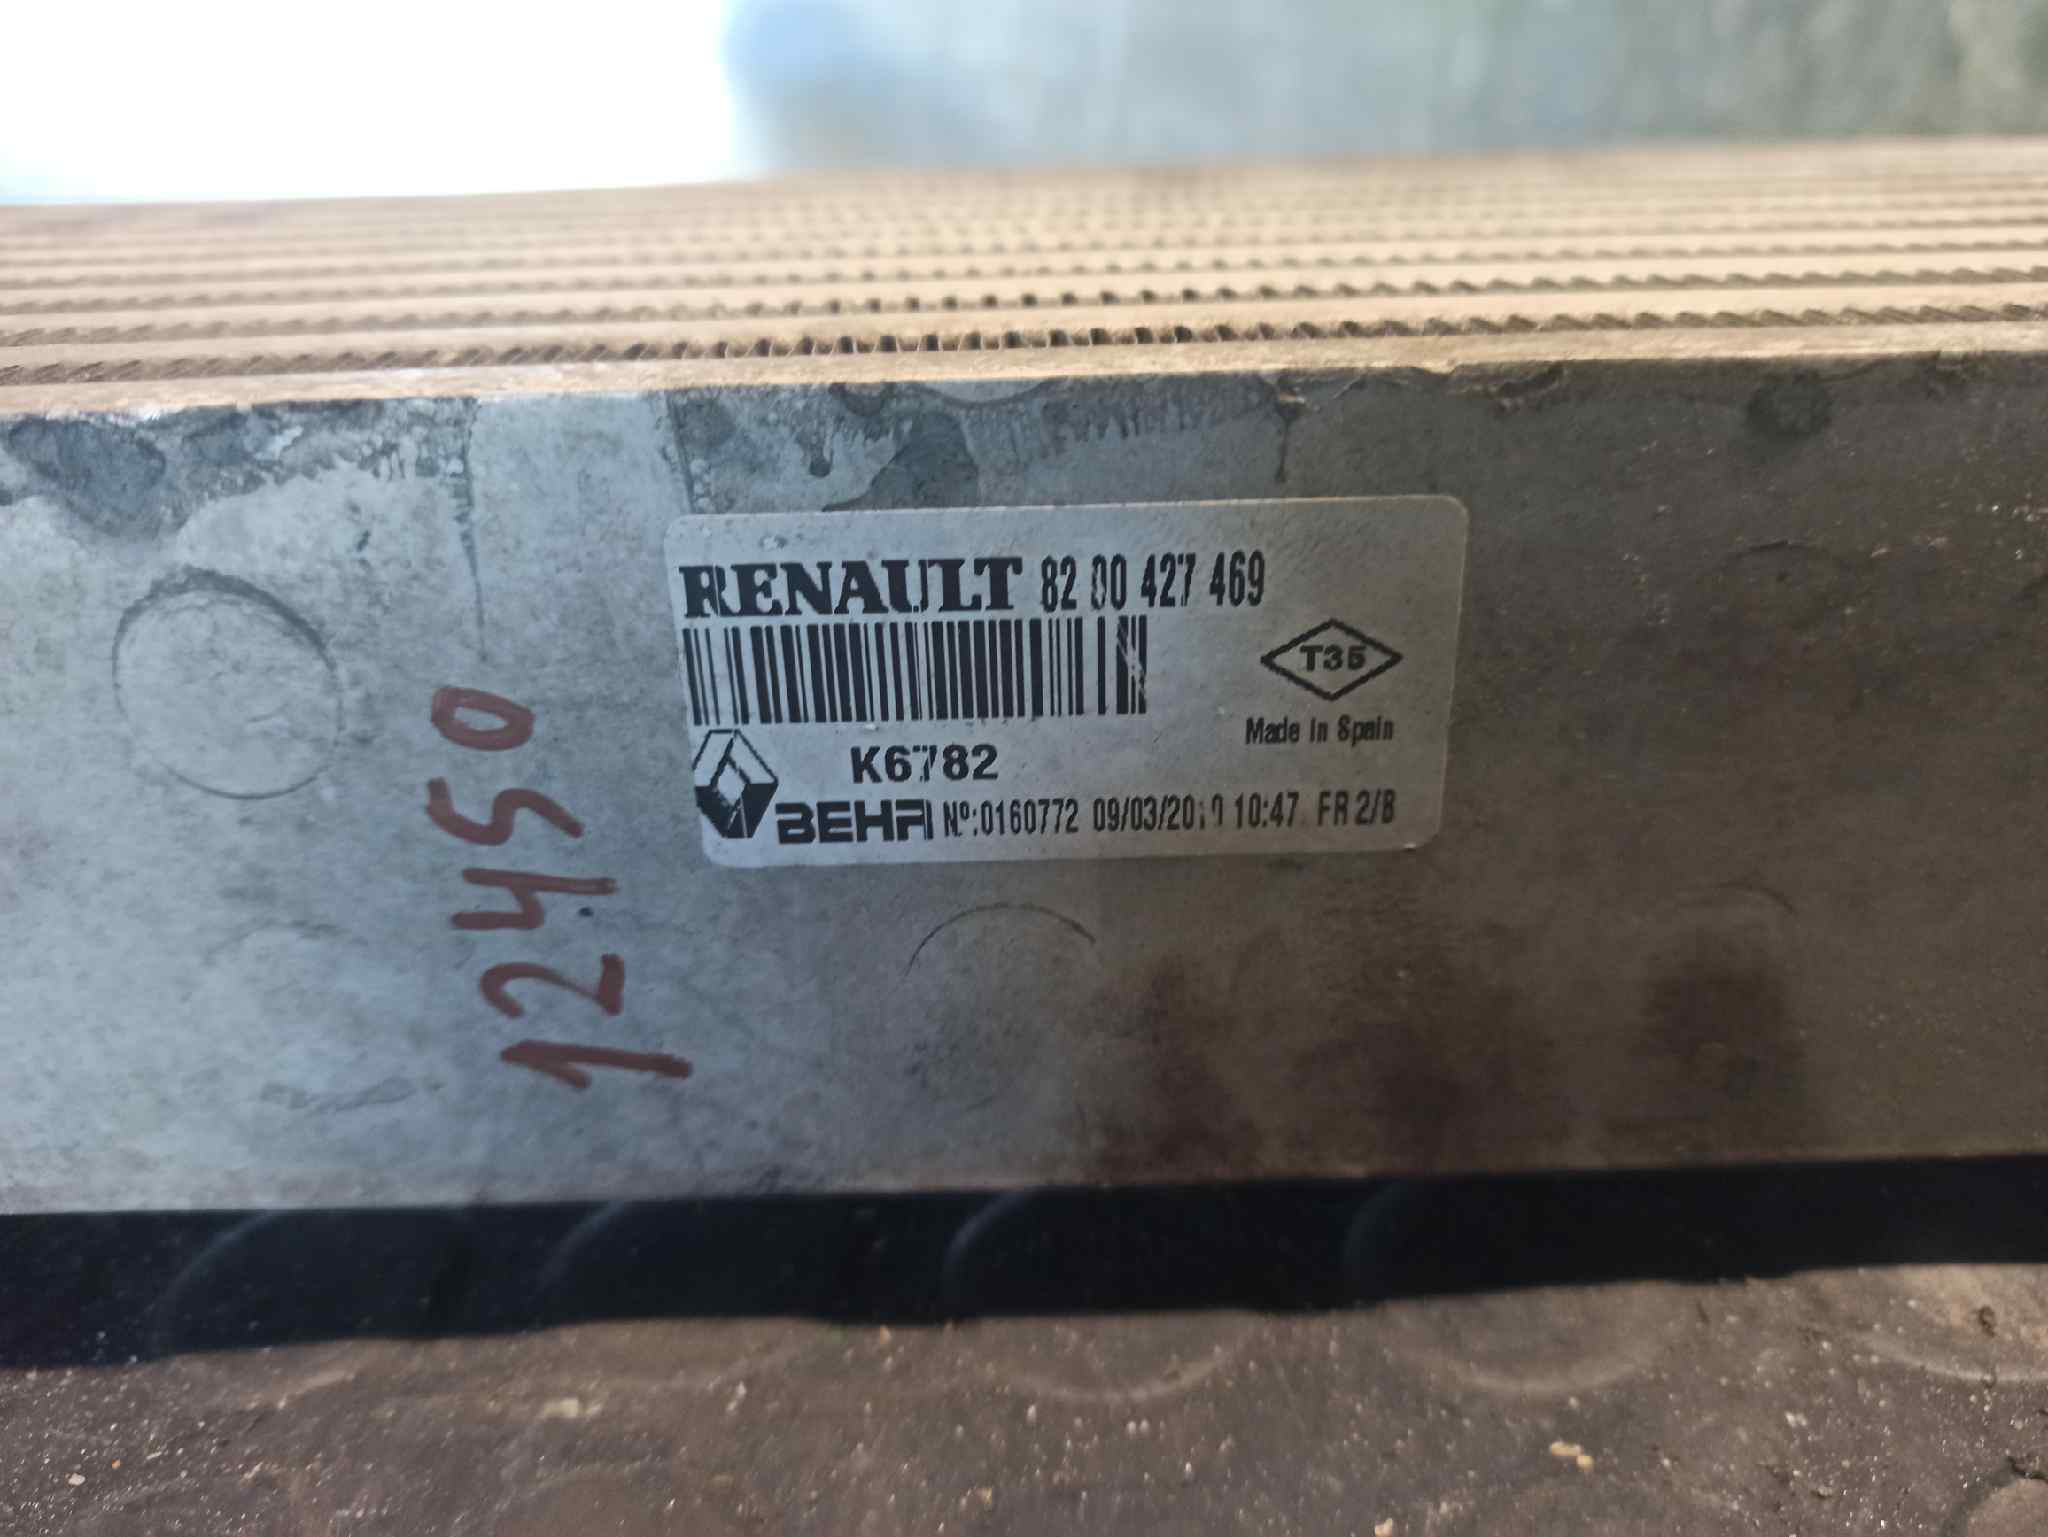 RENAULT 82 00 427 469
T35
Made in Spain
K6782
BEHR Nº:0160772 09/03/2010 10:47 FR 2/B
12450